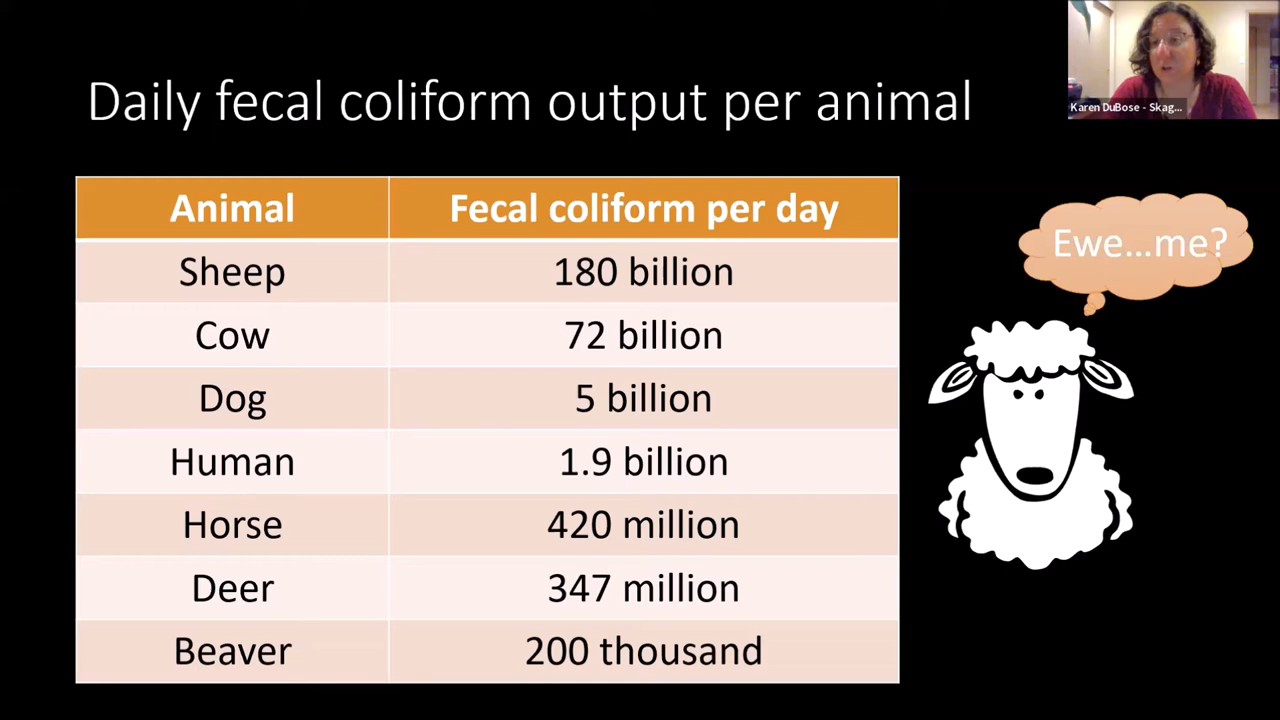 Daily fecal coliform output per animal
Karen DuBose - Skag...
Animal Fecal coliform per day
Ewe...me?
Sheep 180 billion
Cow 72 billion
Dog 5 billion
Human 1.9 billion
Horse 420 million
Deer 347 million
Beaver 200 thousand